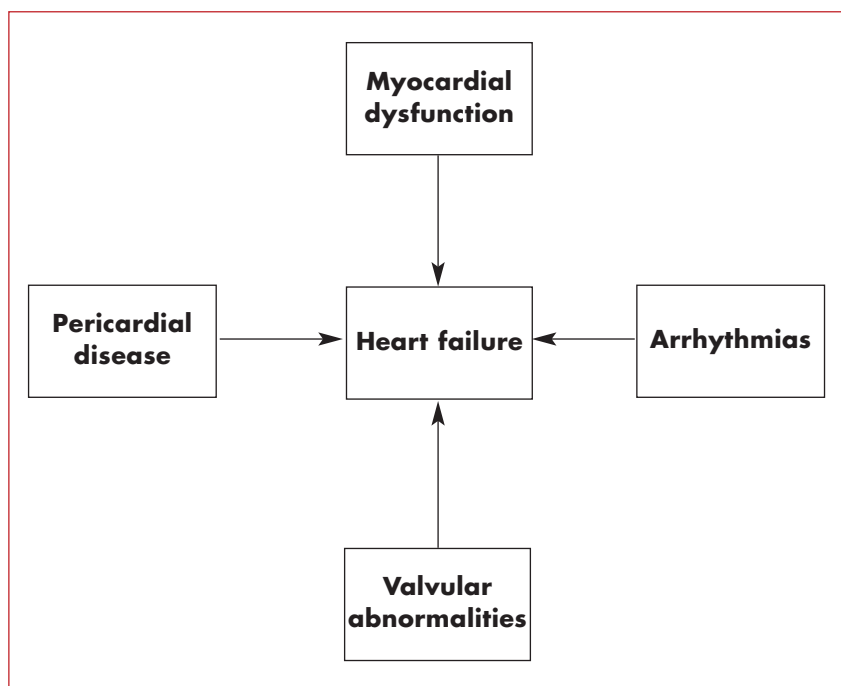 Myocardial
dysfunction
Pericardial
disease
Heart failure
Arrhythmias
Valvular
abnormalities